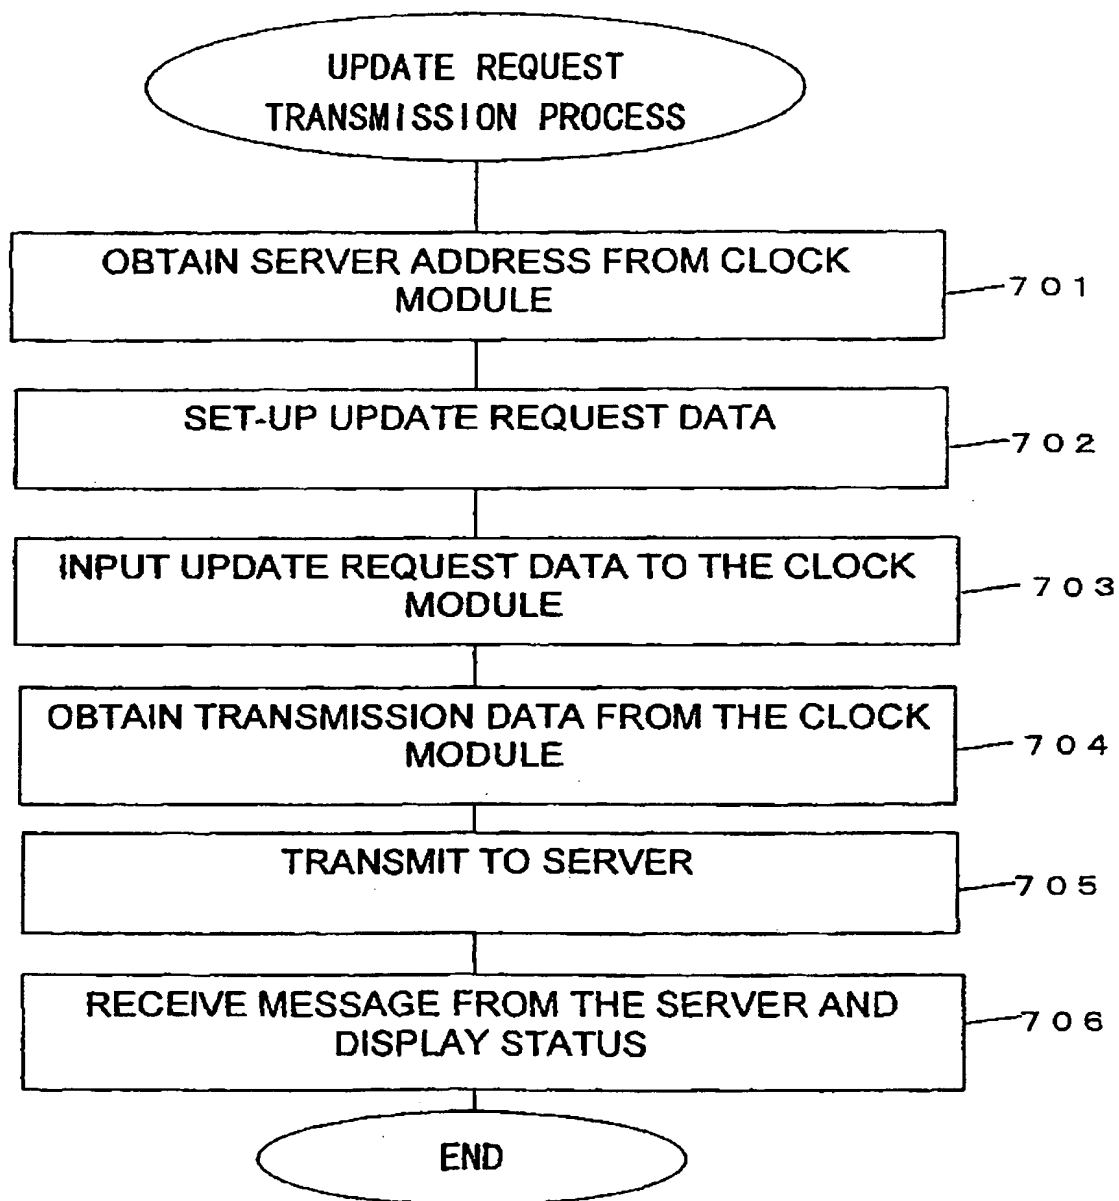 UPDATE REQUEST
TRANSMISSION PROCESS
OBTAIN SERVER ADDRESS FROM CLOCK
MODULE
701
SET-UP UPDATE REQUEST DATA
702
INPUT UPDATE REQUEST DATA TO THE CLOCK
MODULE
703
OBTAIN TRANSMISSION DATA FROM THE CLOCK
MODULE
704
TRANSMIT TO SERVER
705
RECEIVE MESSAGE FROM THE SERVER AND
DISPLAY STATUS
706
END